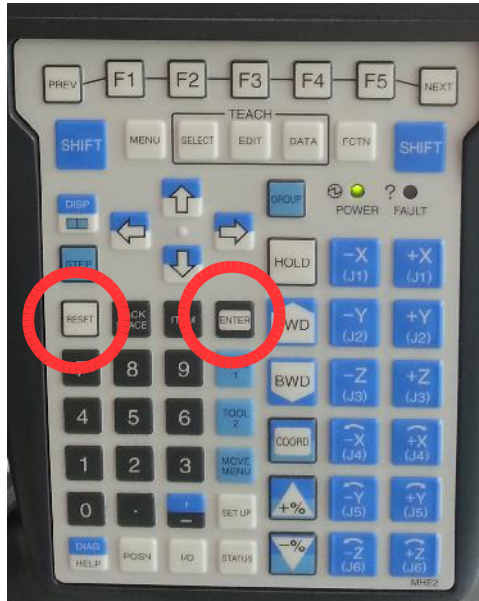 PREV F1 F2 F3 F4 F5 NEXT
TEACH
SHIFT MENU SELECT EDIT DATA FCTN SHIFT
DISP GROUP
POWER ? FAULT
STEP HOLD -X +X
(J1) (J1)
RESET ITEM ENTER -Y +Y
SPACE (J2) (J2)
8 9 BWD -Z +Z
1 (J3) (J3)
4 5 6 TOOL COORD -X +X
2 (J4) (J4)
1 2 3 MOVE +% -Y +Y
MENU (J5) (J5)
0 . , SET UP
-
DIAG POSN I/O STATUS -% -Z +Z
HELP (J6) (J6)
MHE2